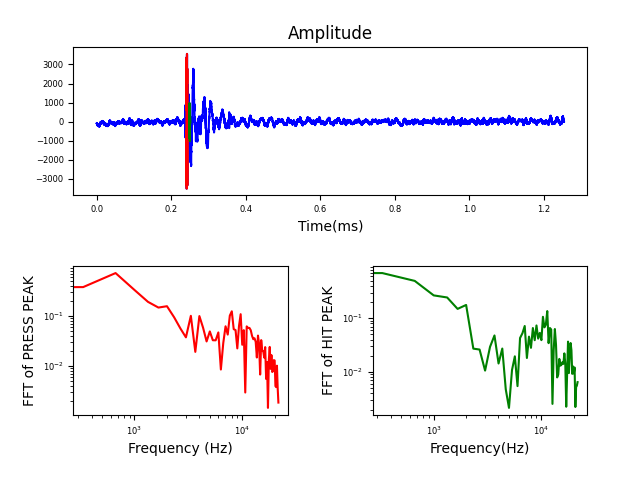 Amplitude
3000
2000
1000
0
−1000
−2000
−3000
0.0 0.2 0.4 0.6 0.8 1.0 1.2
Time(ms)
FFT of PRESS PEAK
10⁻¹
10⁻²
10³ 10⁴
Frequency (Hz)
FFT of HIT PEAK
10⁻¹
10⁻²
10³ 10⁴
Frequency(Hz)